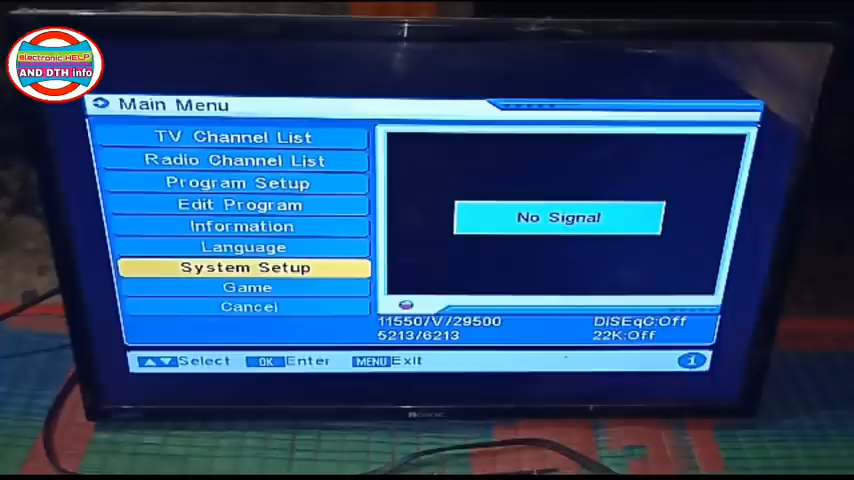 electronic HELP
AND DTH info
Main Menu
TV Channel List
Radio Channel List
Program Setup
Edit Program
Information
Language
System Setup
Game
Cancel
No Signal
11550/V/29500 DISEqC:Off
5213/6213 22K:Off
Select OK Enter MENU Exit i